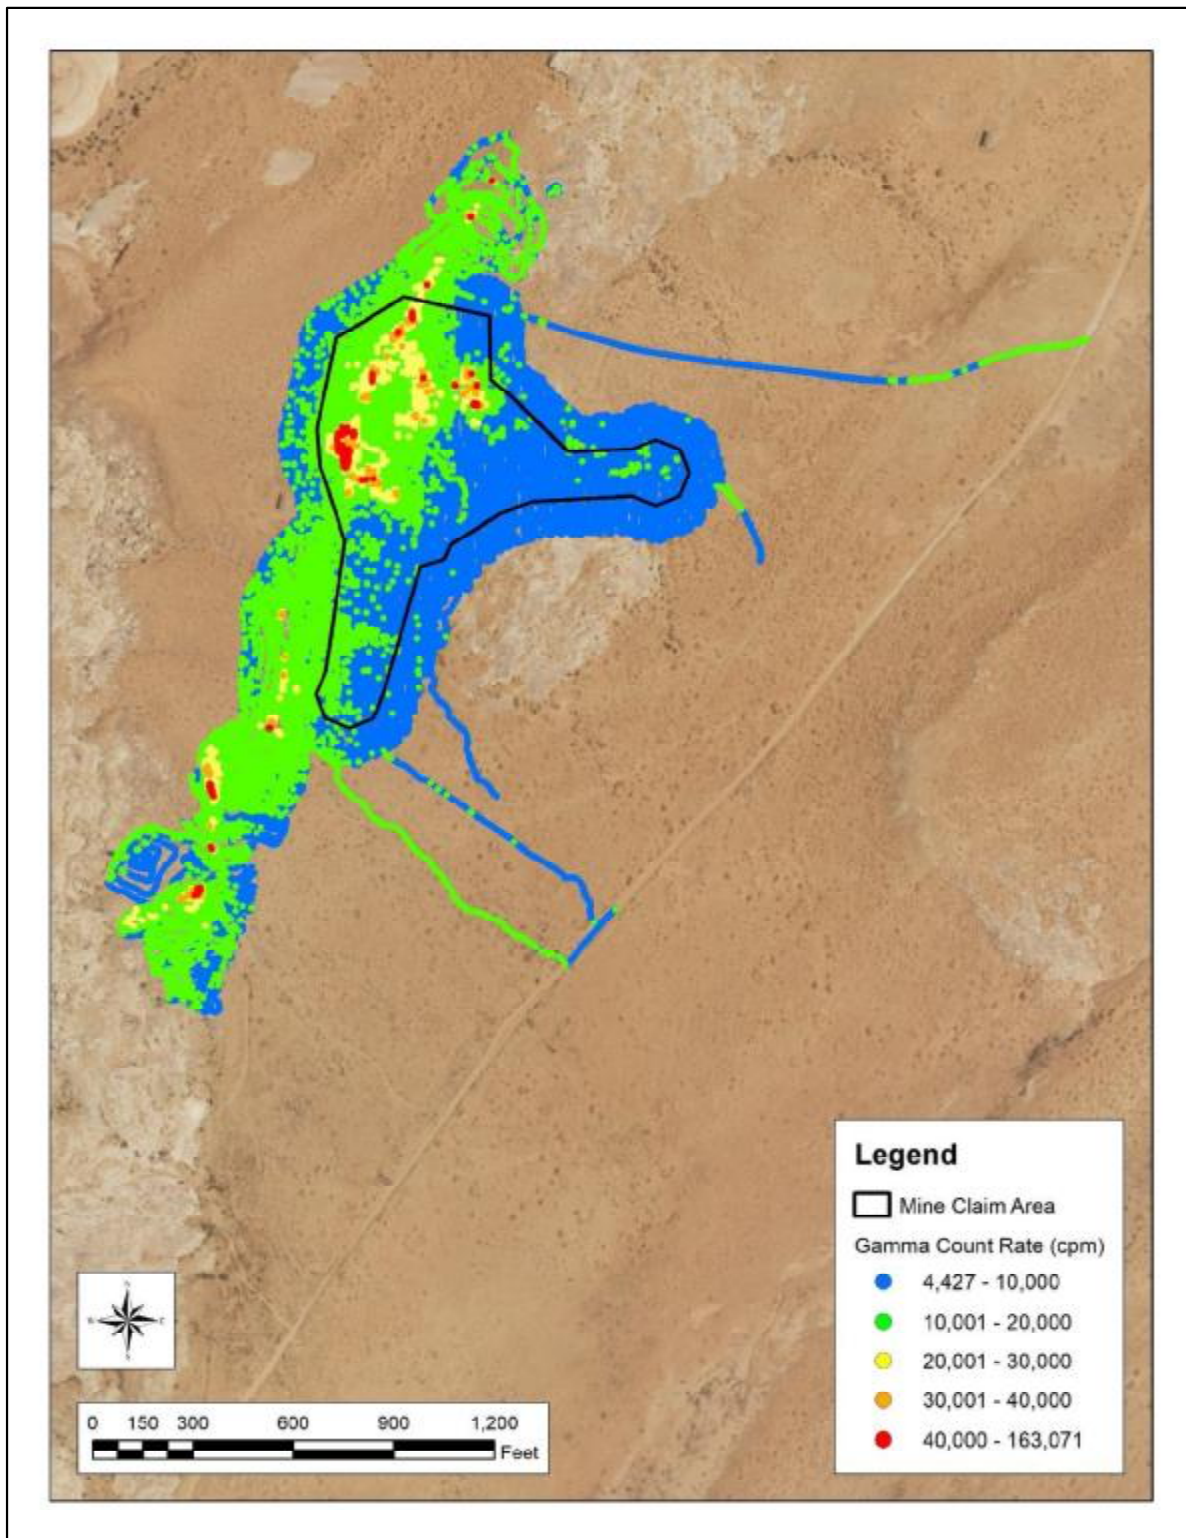 Legend
Mine Claim Area
Gamma Count Rate (cpm)
4,427 - 10,000
10,001 - 20,000
20,001 - 30,000
30,001 - 40,000
40,000 - 163,071
N
W E
S
0 150 300 600 900 1,200
Feet